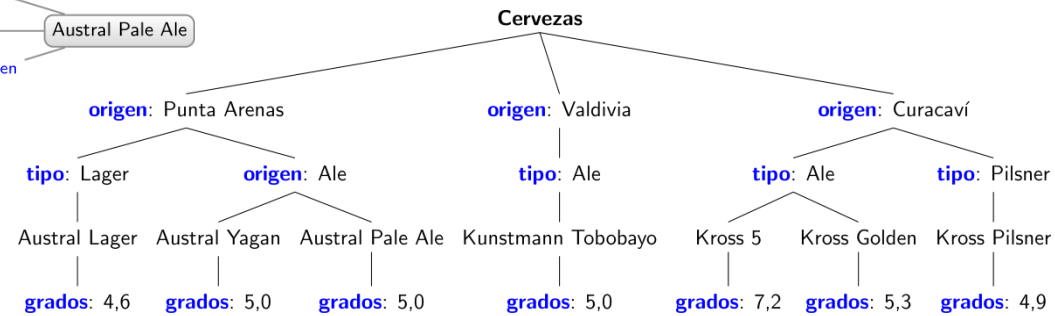 Cervezas
Austral Pale Ale
en
origen: Punta Arenas origen: Valdivia origen: Curacaví
tipo: Lager origen: Ale tipo: Ale tipo: Ale tipo: Pilsner
Austral Lager Austral Yagan Austral Pale Ale Kunstmann Tobobayo Kross 5 Kross Golden Kross Pilsner
grados: 4,6 grados: 5,0 grados: 5,0 grados: 5,0 grados: 7,2 grados: 5,3 grados: 4,9